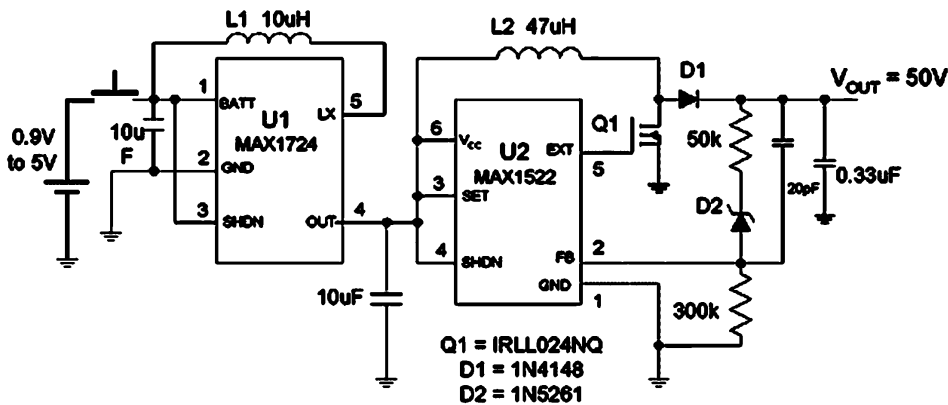 L1 10uH
L2 47uH
0.9V
to 5V
10u
F
1
BATT
U1
MAX1724
LX
5
2
GND
3
SHDN
OUT
4
10uF
6
VCC
U2
MAX1522
EXT
5
3
SET
4
SHDN
FB
2
GND
1
Q1
D1
VOUT = 50V
50k
20pF
0.33uF
D2
300k
Q1 = IRLL024NQ
D1 = 1N4148
D2 = 1N5261